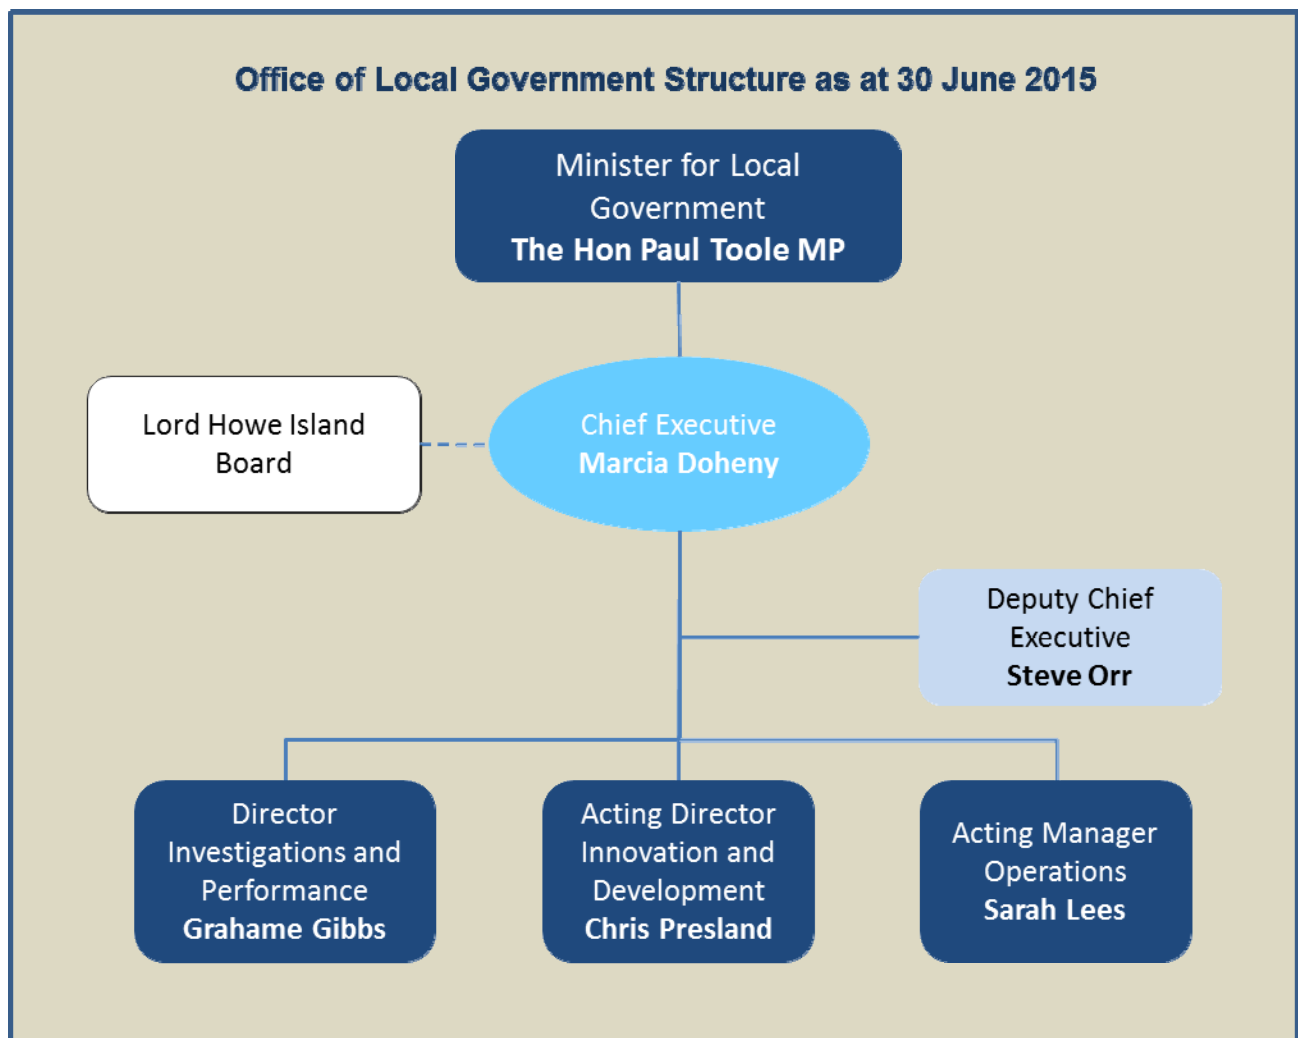 Office of Local Government Structure as at 30 June 2015
Minister for Local
Government
The Hon Paul Toole MP
Lord Howe Island
Board
Chief Executive
Marcia Doheny
Deputy Chief
Executive
Steve Orr
Director
Investigations and
Performance
Grahame Gibbs
Acting Director
Innovation and
Development
Chris Presland
Acting Manager
Operations
Sarah Lees